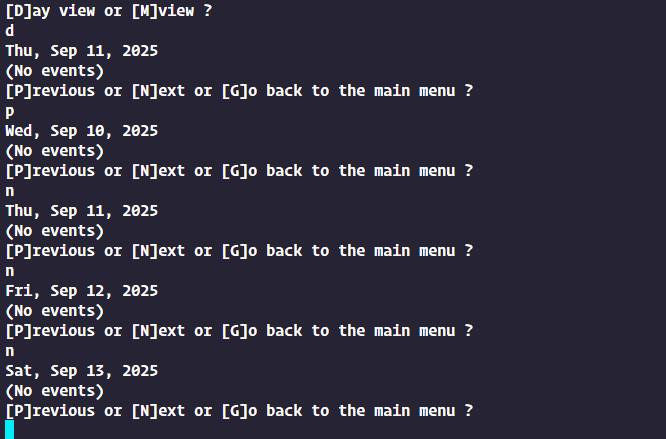 [D]ay view or [M]view ?
d
Thu, Sep 11, 2025
(No events)
[P]revious or [N]ext or [G]o back to the main menu ?
p
Wed, Sep 10, 2025
(No events)
[P]revious or [N]ext or [G]o back to the main menu ?
n
Thu, Sep 11, 2025
(No events)
[P]revious or [N]ext or [G]o back to the main menu ?
n
Fri, Sep 12, 2025
(No events)
[P]revious or [N]ext or [G]o back to the main menu ?
n
Sat, Sep 13, 2025
(No events)
[P]revious or [N]ext or [G]o back to the main menu ?